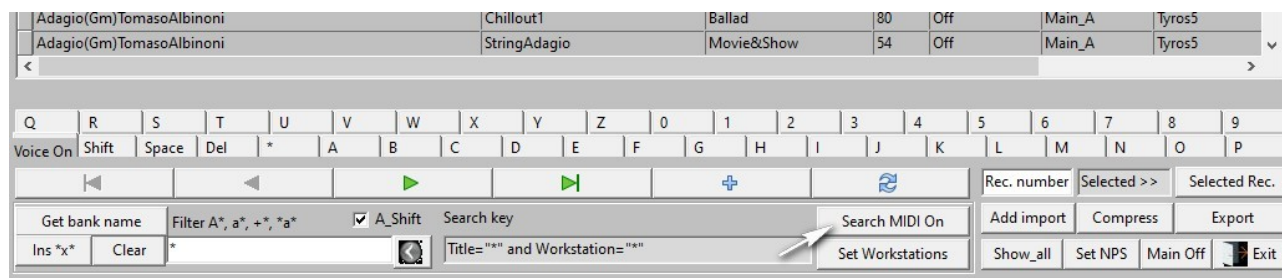 Adagio(Gm)TomasoAlbinoni Chillout1 Ballad 80 Off Main_A Tyros5
Adagio(Gm)TomasoAlbinoni StringAdagio Movie&Show 54 Off Main_A Tyros5
Q R S T U V W X Y Z 0 1 2 3 4 5 6 7 8 9
Voice On Shift Space Del * A B C D E F G H I J K L M N O P
Rec. number Selected >> Selected Rec.
Get bank name Filter A*, a*, +*, *a* A_Shift Search key Search MIDI On Add import Compress Export
Ins *x* Clear * Title="*" and Workstation="*" Set Workstations Show_all Set NPS Main Off Exit